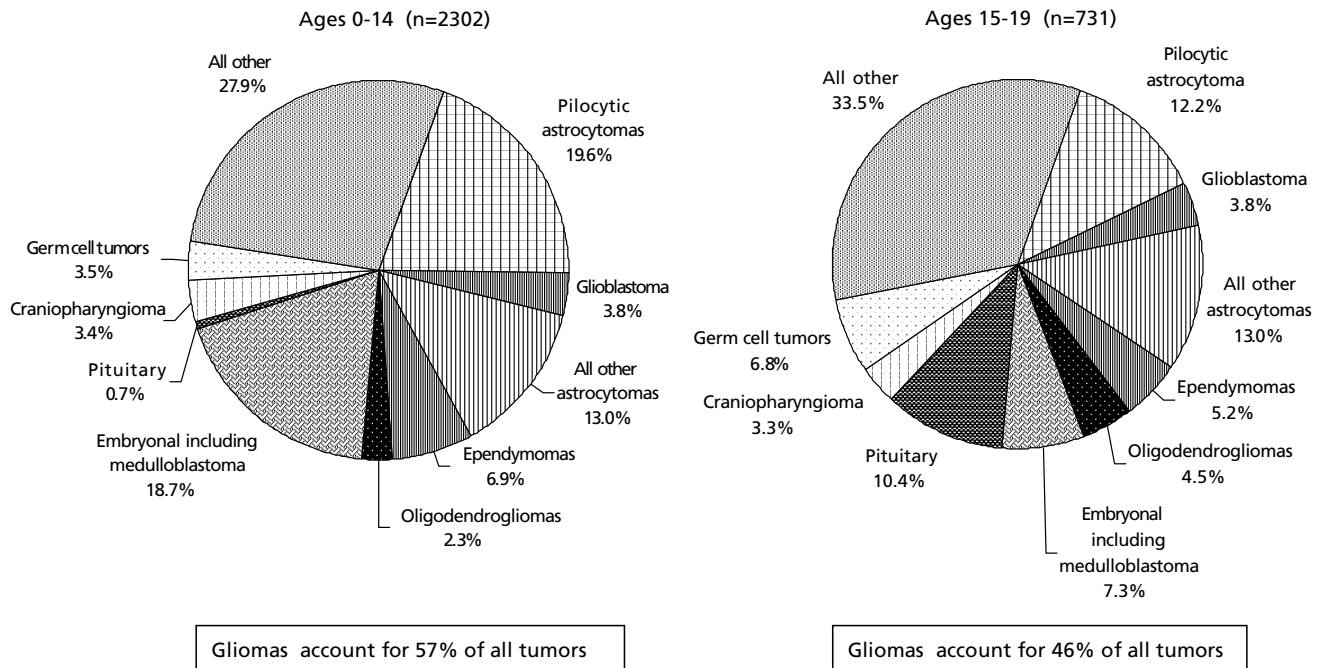 Ages 0-14 (n=2302)
All other
27.9%
Pilocytic
astrocytomas
19.6%
Glioblastoma
3.8%
All other
astrocytomas
13.0%
Ependymomas
6.9%
Oligodendrogliomas
2.3%
Embryonal including
medulloblastoma
18.7%
Pituitary
0.7%
Craniopharyngioma
3.4%
Germ cell tumors
3.5%
Gliomas account for 57% of all tumors
Ages 15-19 (n=731)
All other
33.5%
Pilocytic
astrocytoma
12.2%
Glioblastoma
3.8%
All other
astrocytomas
13.0%
Ependymomas
5.2%
Oligodendrogliomas
4.5%
Embryonal
including
medulloblastoma
7.3%
Pituitary
10.4%
Craniopharyngioma
3.3%
Germ cell tumors
6.8%
Gliomas account for 46% of all tumors